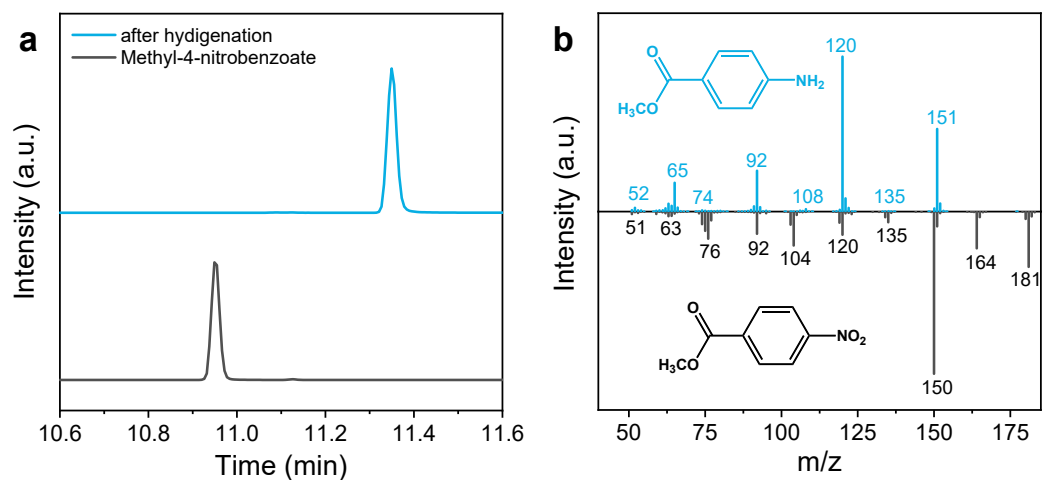 a
after hydigenation
Methyl-4-nitrobenzoate
Intensity (a.u.)
10.6 10.8 11.0 11.2 11.4 11.6
Time (min)
b
120
O
NH₂
H₃CO
151
92
65
52
74
108
135
51
63
76
92
104
120
135
164
181
150
O
NO₂
H₃CO
Intensity (a.u.)
50 75 100 125 150 175
m/z